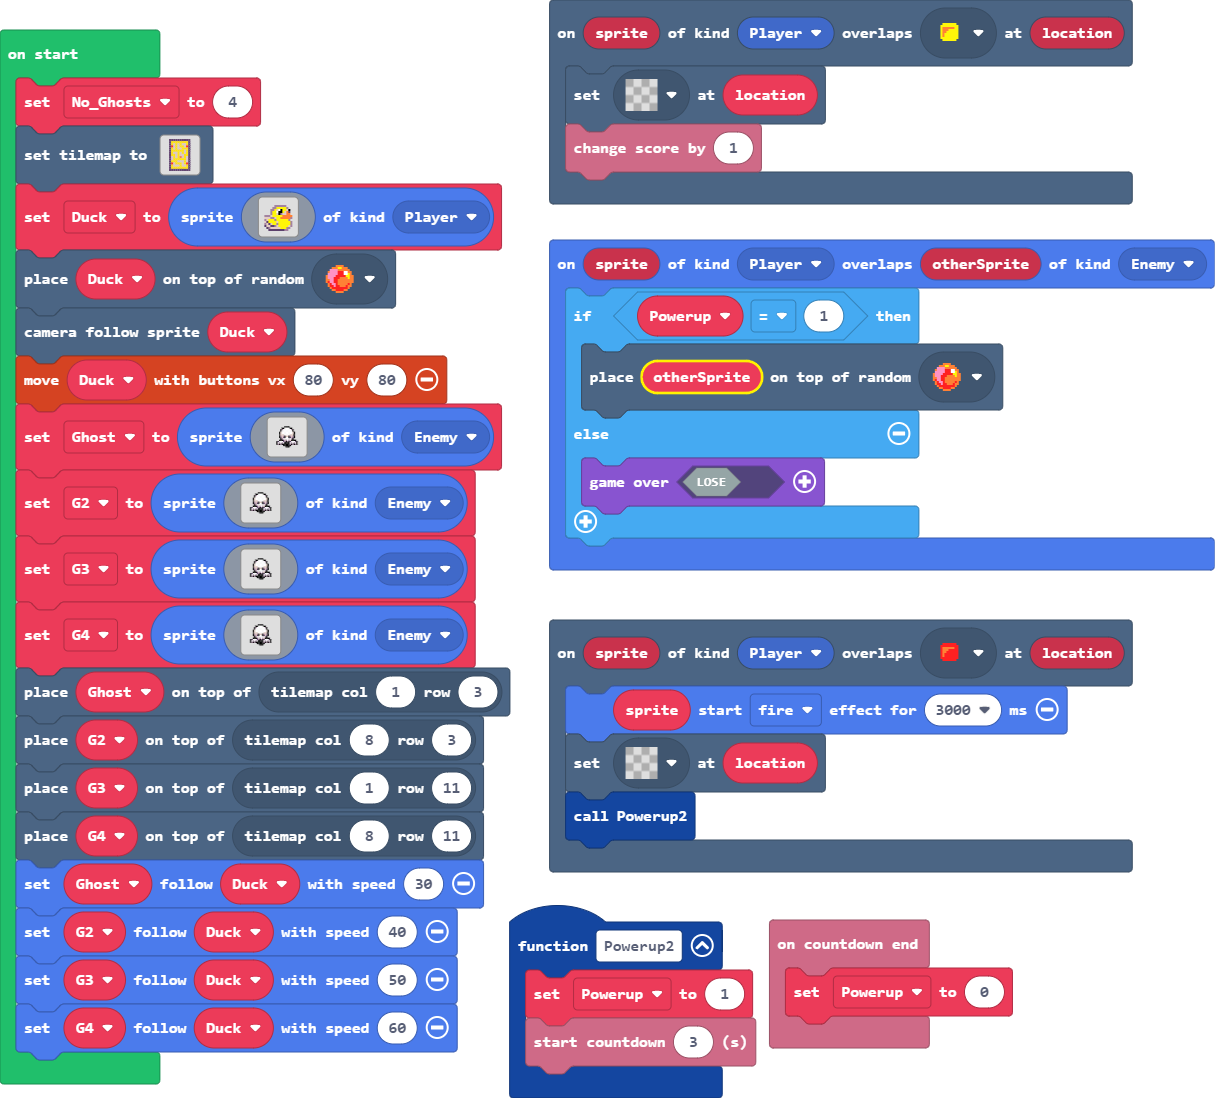 on start
set No_Ghosts to 4
set tilemap to
set Duck to sprite of kind Player
place Duck on top of random
camera follow sprite Duck
move Duck with buttons vx 80 vy 80
set Ghost to sprite of kind Enemy
set G2 to sprite of kind Enemy
set G3 to sprite of kind Enemy
set G4 to sprite of kind Enemy
place Ghost on top of tilemap col 1 row 3
place G2 on top of tilemap col 8 row 3
place G3 on top of tilemap col 1 row 11
place G4 on top of tilemap col 8 row 11
set Ghost follow Duck with speed 30
set G2 follow Duck with speed 40
set G3 follow Duck with speed 50
set G4 follow Duck with speed 60
on sprite of kind Player overlaps at location
set at location
change score by 1
on sprite of kind Player overlaps otherSprite of kind Enemy
if Powerup = 1 then
place otherSprite on top of random
else
game over LOSE
on sprite of kind Player overlaps at location
sprite start fire effect for 3000 ms
set at location
call Powerup2
function Powerup2
set Powerup to 1
start countdown 3 (s)
on countdown end
set Powerup to 0